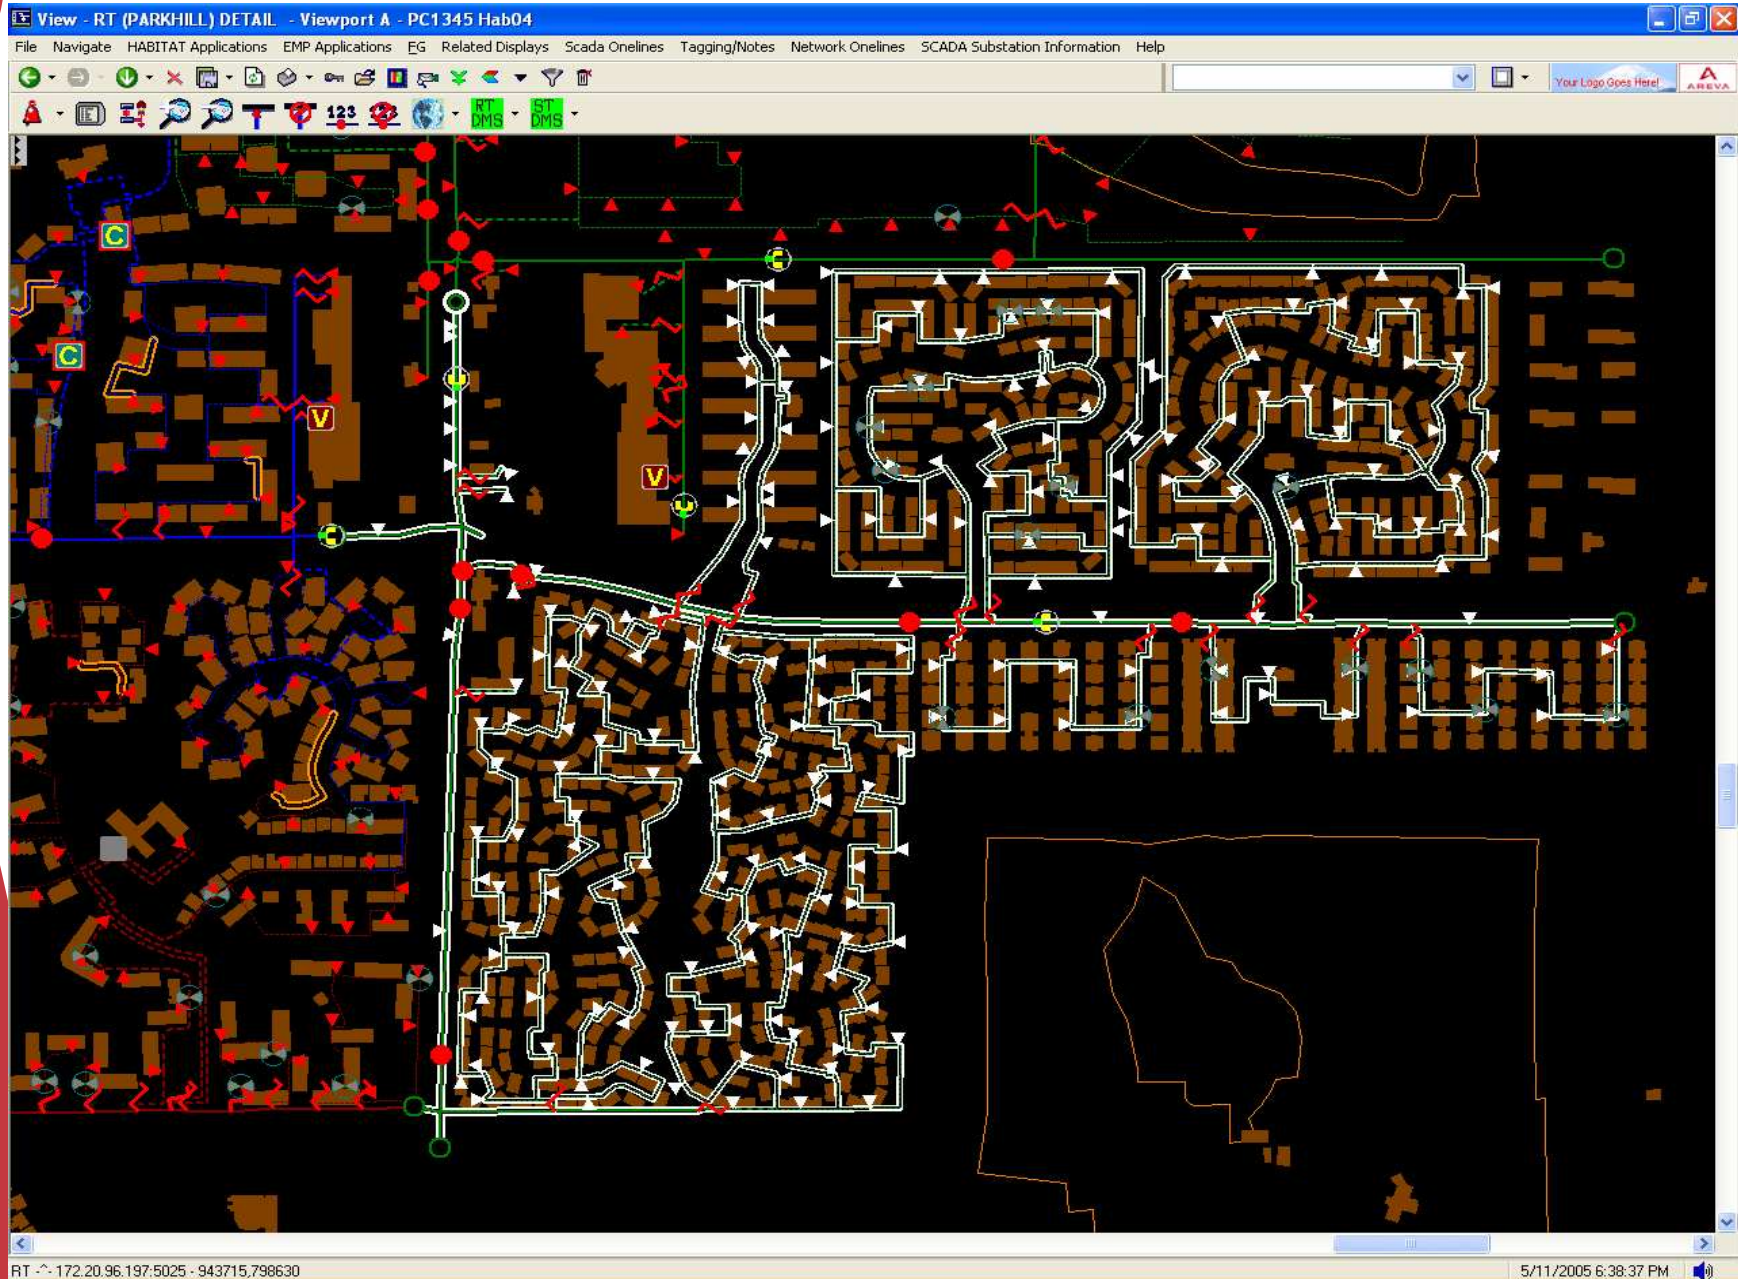 View - RT (PARKHILL) DETAIL - Viewport A - PC1345 Hab04
File Navigate HABITAT Applications EMP Applications FG Related Displays Scada Onelines Tagging/Notes Network Onelines SCADA Substation Information Help
Your Logo Goes Here!
AREVA
123
RT DMS
ST DMS
C
C
V
V
RT -^- 172.20.96.197:5025 - 943715,798630
5/11/2005 6:38:37 PM